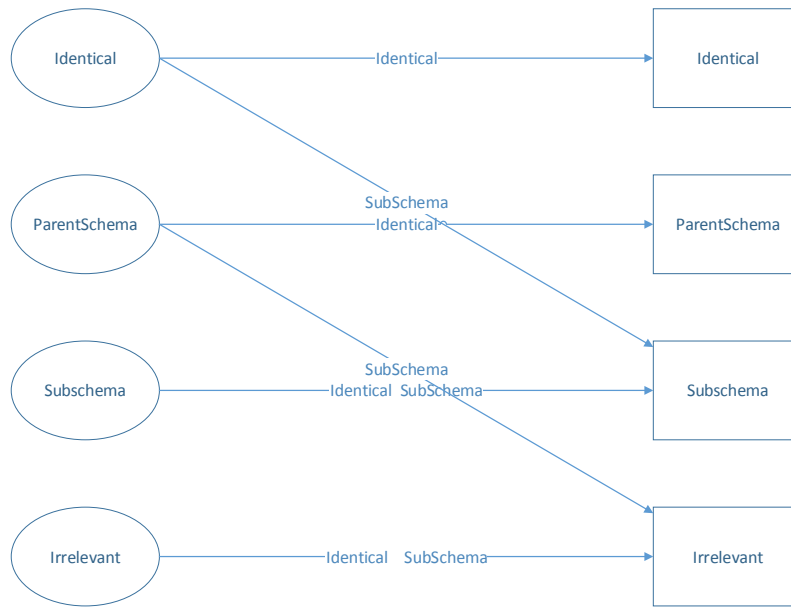 Identical Identical Identical
SubSchema
ParentSchema Identical ParentSchema
SubSchema
Subschema Identical SubSchema Subschema
Irrelevant Identical SubSchema Irrelevant